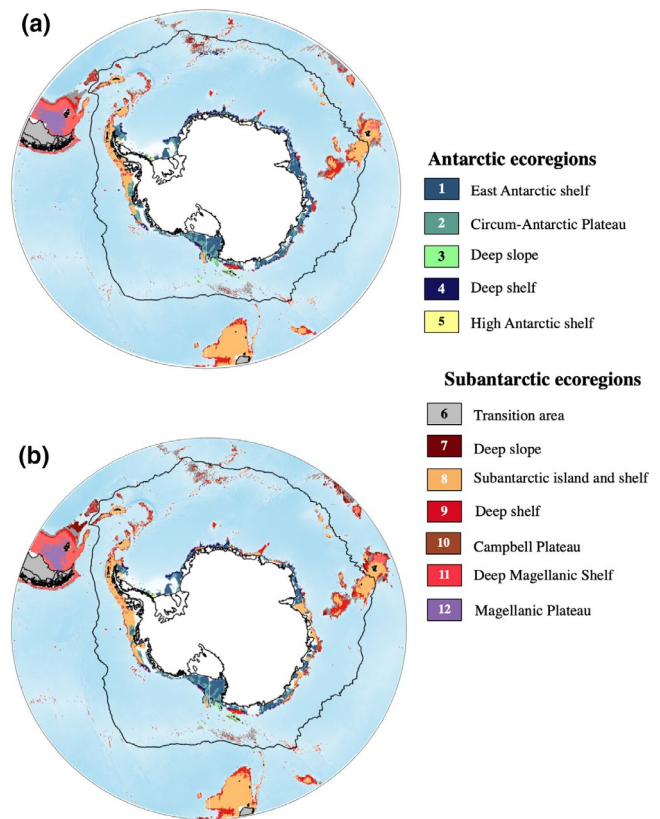 (a)
Antarctic ecoregions
1 East Antarctic shelf
2 Circum-Antarctic Plateau
3 Deep slope
4 Deep shelf
5 High Antarctic shelf
Subantarctic ecoregions
6 Transition area
7 Deep slope
8 Subantarctic island and shelf
9 Deep shelf
10 Campbell Plateau
11 Deep Magellanic Shelf
12 Magellanic Plateau
(b)